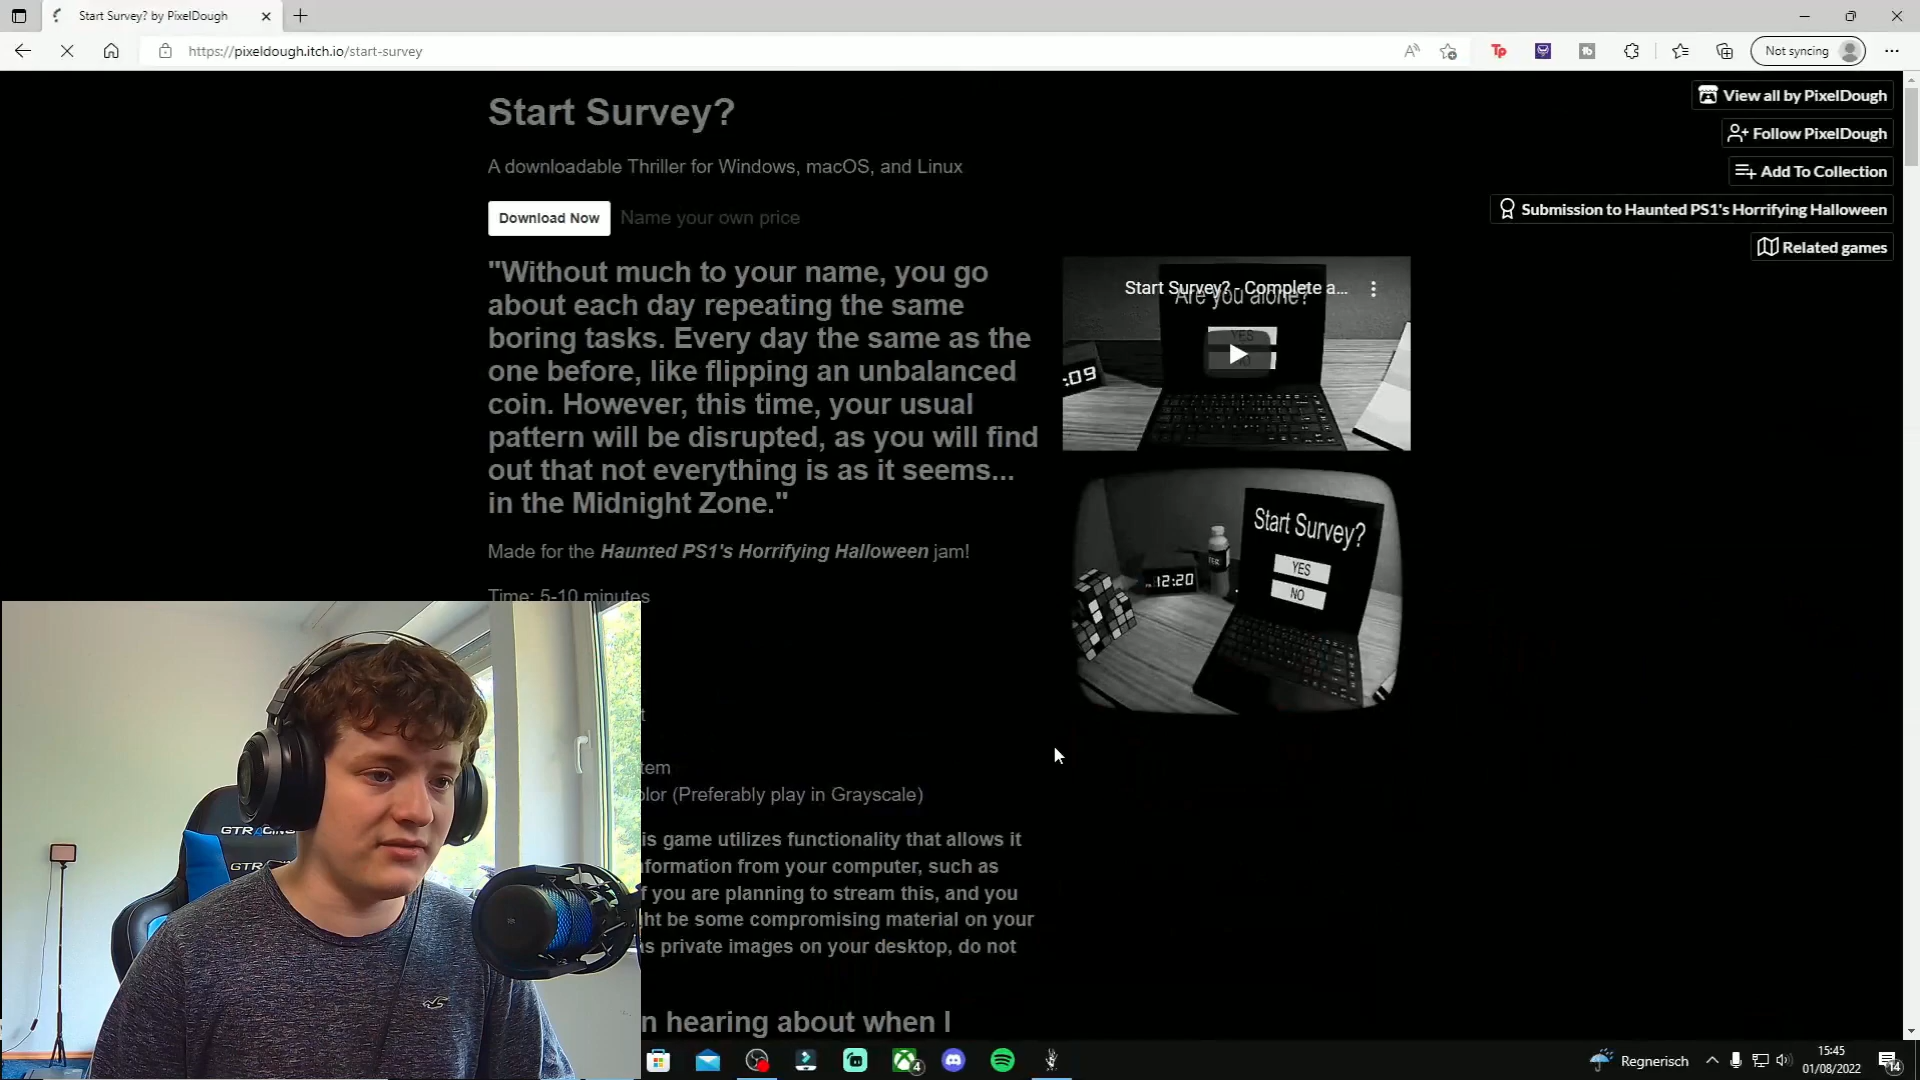 Start Survey? by PixelDough
https://pixeldough.itch.io/start-survey
Not syncing
View all by PixelDough
Follow PixelDough
Add To Collection
Submission to Haunted PS1's Horrifying Halloween
Related games
Start Survey?
A downloadable Thriller for Windows, macOS, and Linux
Download Now Name your own price
"Without much to your name, you go
about each day repeating the same
boring tasks. Every day the same as the
one before, like flipping an unbalanced
coin. However, this time, your usual
pattern will be disrupted, as you will find
out that not everything is as it seems...
in the Midnight Zone."
Made for the Haunted PS1's Horrifying Halloween jam!
Time: 5-10 minutes
Start Survey? - Complete a...
Are you alone?
YES
:09
Start Survey?
YES
NO
12:20
tem
olor (Preferably play in Grayscale)
is game utilizes functionality that allows it
nformation from your computer, such as
f you are planning to stream this, and you
ht be some compromising material on your
as private images on your desktop, do not
n hearing about when I
GTRACING
GTR
Regnerisch
15:45
01/08/2022
14
4